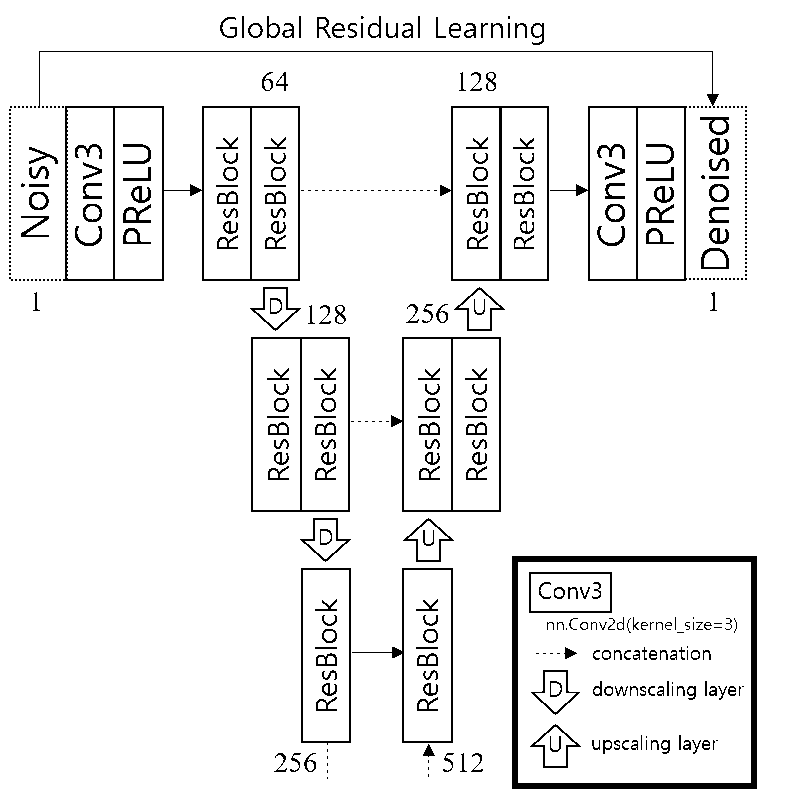 Global Residual Learning
64
128
Noisy
Conv3
PReLU
ResBlock
ResBlock
ResBlock
ResBlock
Conv3
PReLU
Denoised
1
1
D
128
256
U
ResBlock
ResBlock
ResBlock
ResBlock
D
U
ResBlock
ResBlock
256
512
Conv3
nn.Conv2d(kernel_size=3)
concatenation
D
downscaling layer
U
upscaling layer